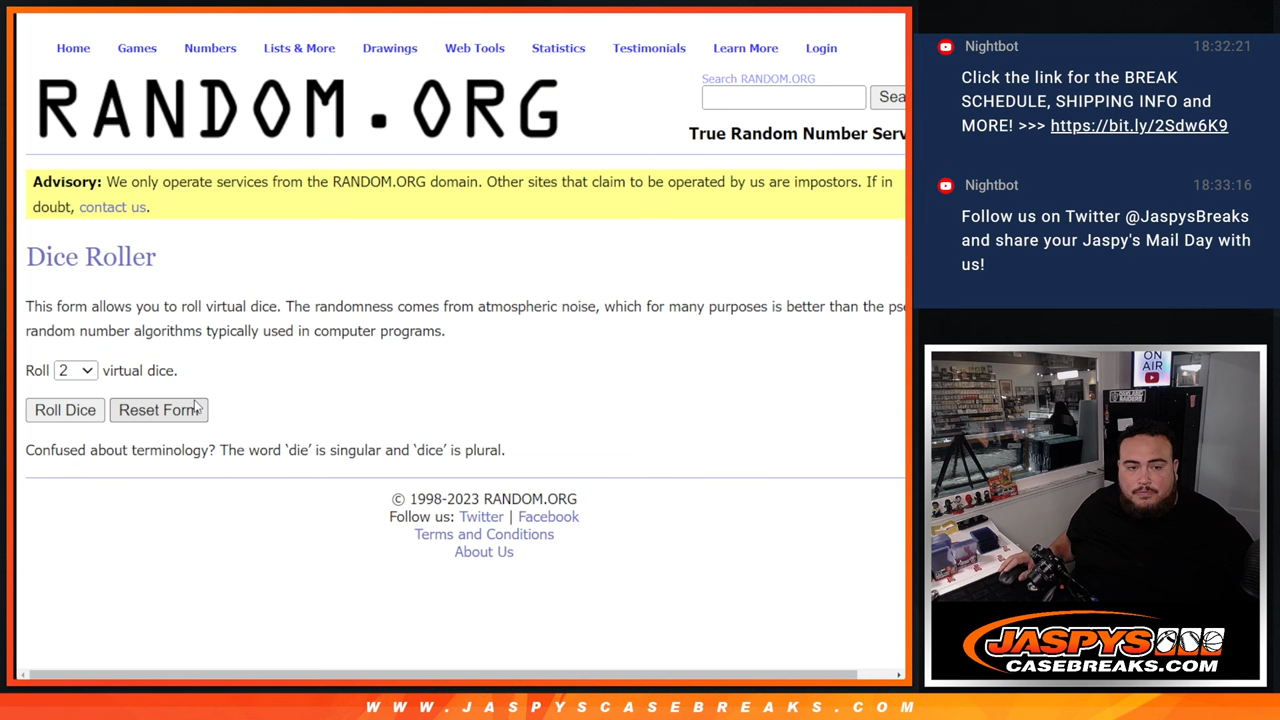 Home Games Numbers Lists & More Drawings Web Tools Statistics Testimonials Learn More Login
RANDOM.ORG
Search RANDOM.ORG
Sea
True Random Number Serv
Advisory: We only operate services from the RANDOM.ORG domain. Other sites that claim to be operated by us are impostors. If in
doubt, contact us.
Dice Roller
This form allows you to roll virtual dice. The randomness comes from atmospheric noise, which for many purposes is better than the pse
random number algorithms typically used in computer programs.
Roll 2 virtual dice.
Roll Dice Reset Form
Confused about terminology? The word ‘die’ is singular and ‘dice’ is plural.
© 1998-2023 RANDOM.ORG
Follow us: Twitter | Facebook
Terms and Conditions
About Us
Nightbot 18:32:21
Click the link for the BREAK
SCHEDULE, SHIPPING INFO and
MORE! >>> https://bit.ly/2Sdw6K9
Nightbot 18:33:16
Follow us on Twitter @JaspysBreaks
and share your Jaspy's Mail Day with
us!
ON
AIR
JASPYS
CASEBREAKS.COM
WWW.JASPYSCASEBREAKS.COM